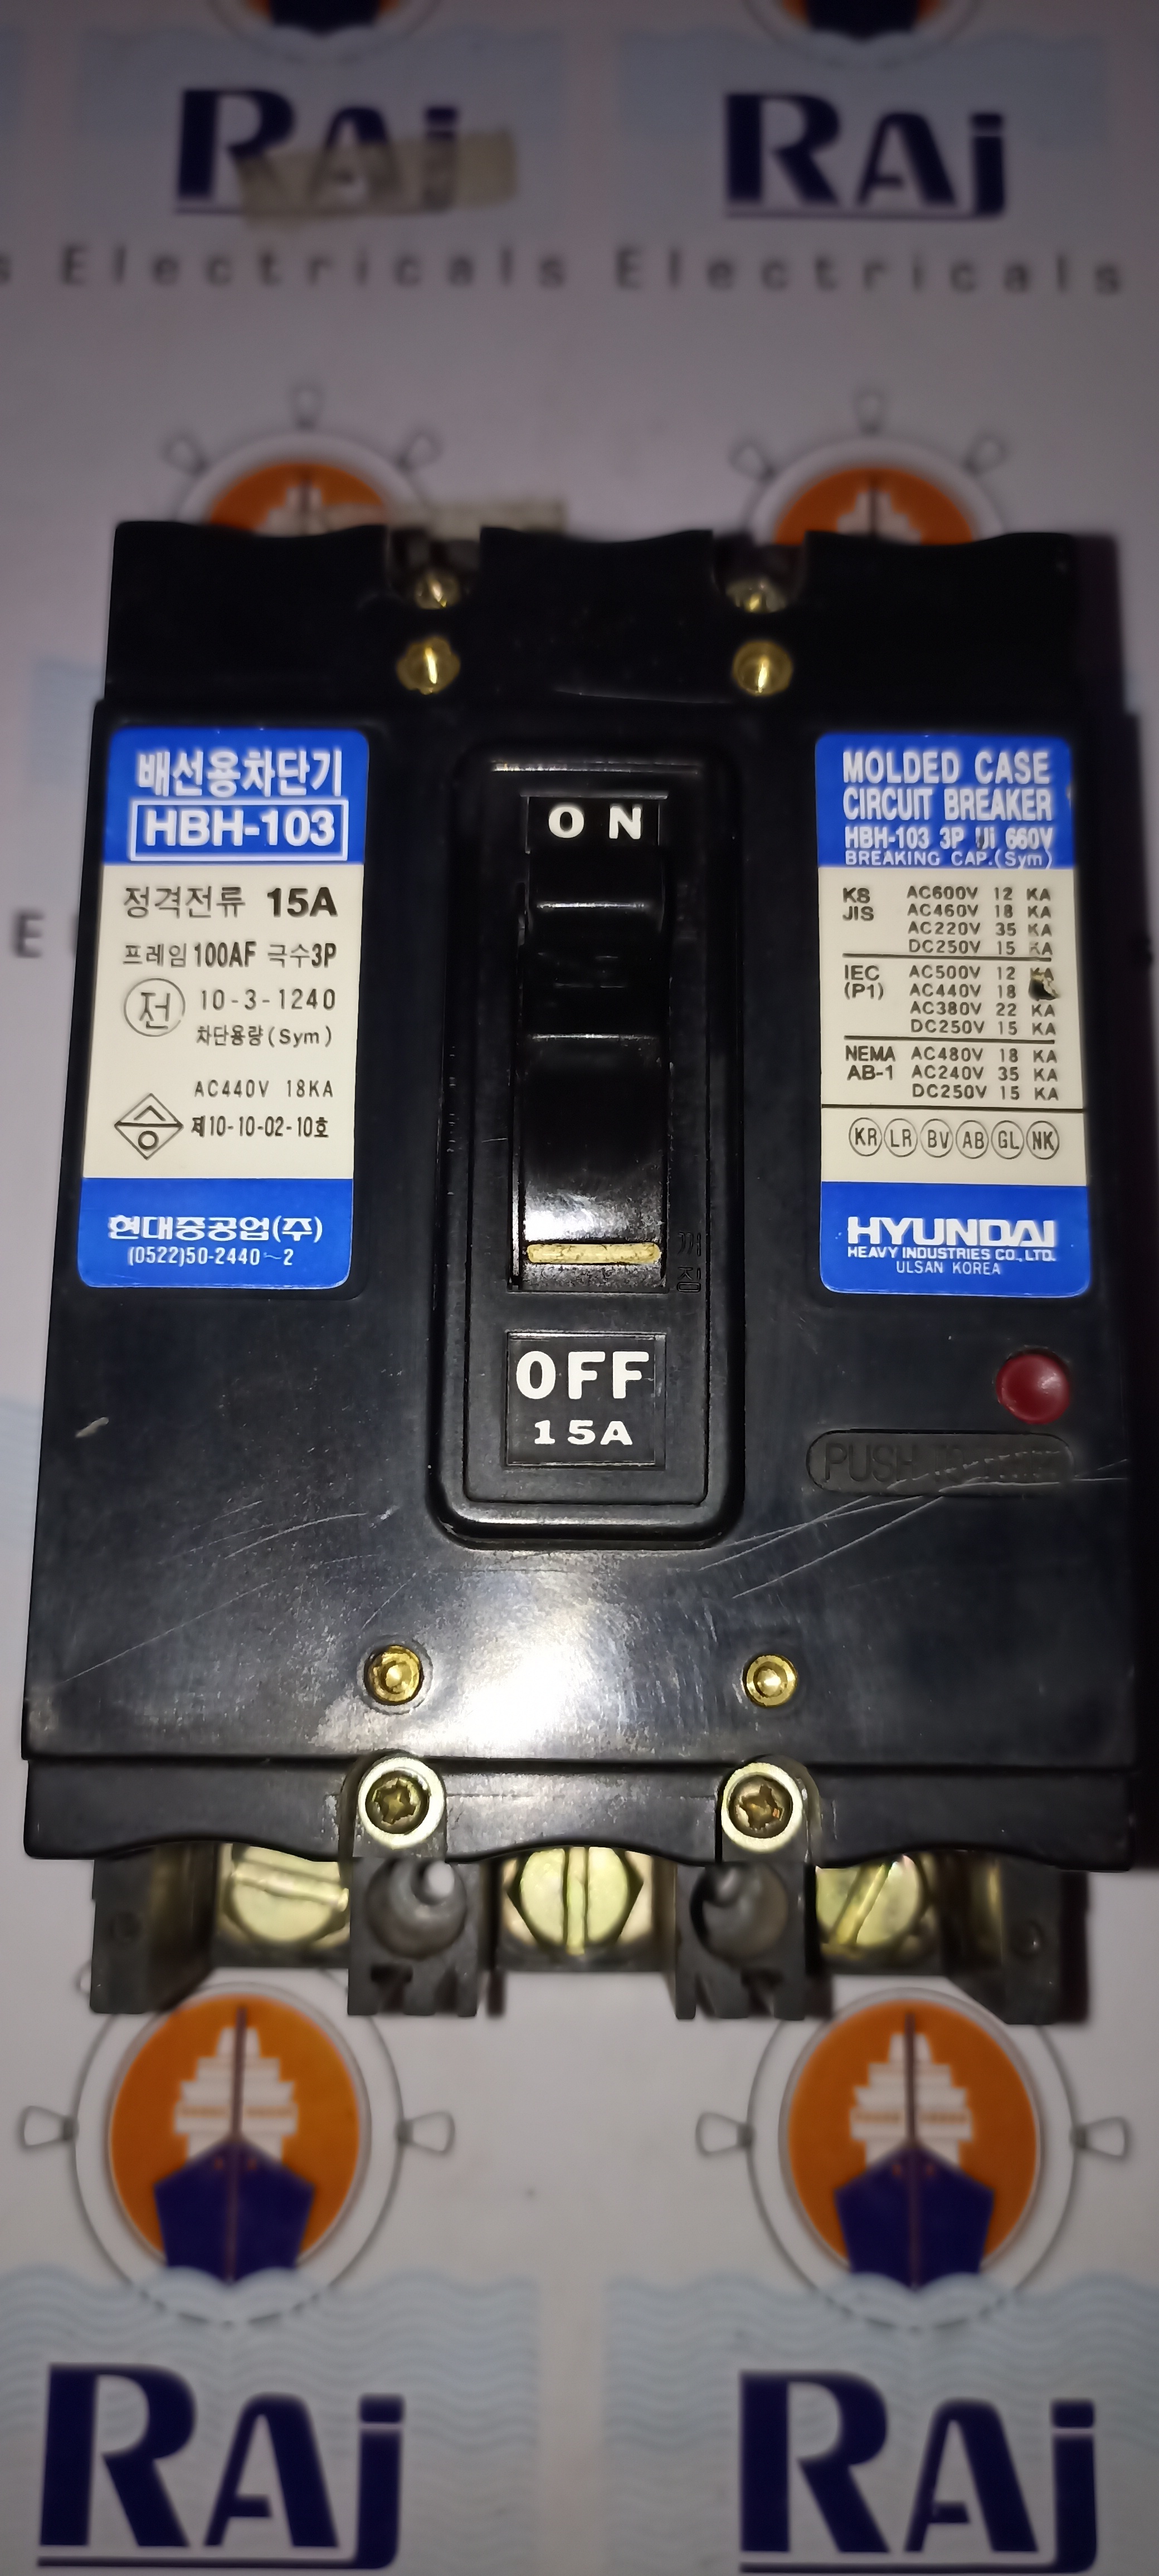 RAj
RAj
Electricals
Electricals
배선용차단기
HBH-103
정격전류 15A
프레임 100AF 극수3P
전 10-3-1240
차단용량(Sym)
AC440V 18KA
제10-10-02-10호
현대중공업(주)
(0522)50-2440~2
ON
OFF
15A
MOLDED CASE
CIRCUIT BREAKER
HBH-103 3P Ui 660V
BREAKING CAP.(Sym)
KS AC600V 12 KA
JIS AC460V 18 KA
AC220V 35 KA
DC250V 15 KA
IEC AC500V 12 KA
(P1) AC440V 18
AC380V 22 KA
DC250V 15 KA
NEMA AC480V 18 KA
AB-1 AC240V 35 KA
DC250V 15 KA
KR LR BV AB GL NK
HYUNDAI
HEAVY INDUSTRIES CO., LTD.
ULSAN KOREA
PUSH TO
RAj
RAj